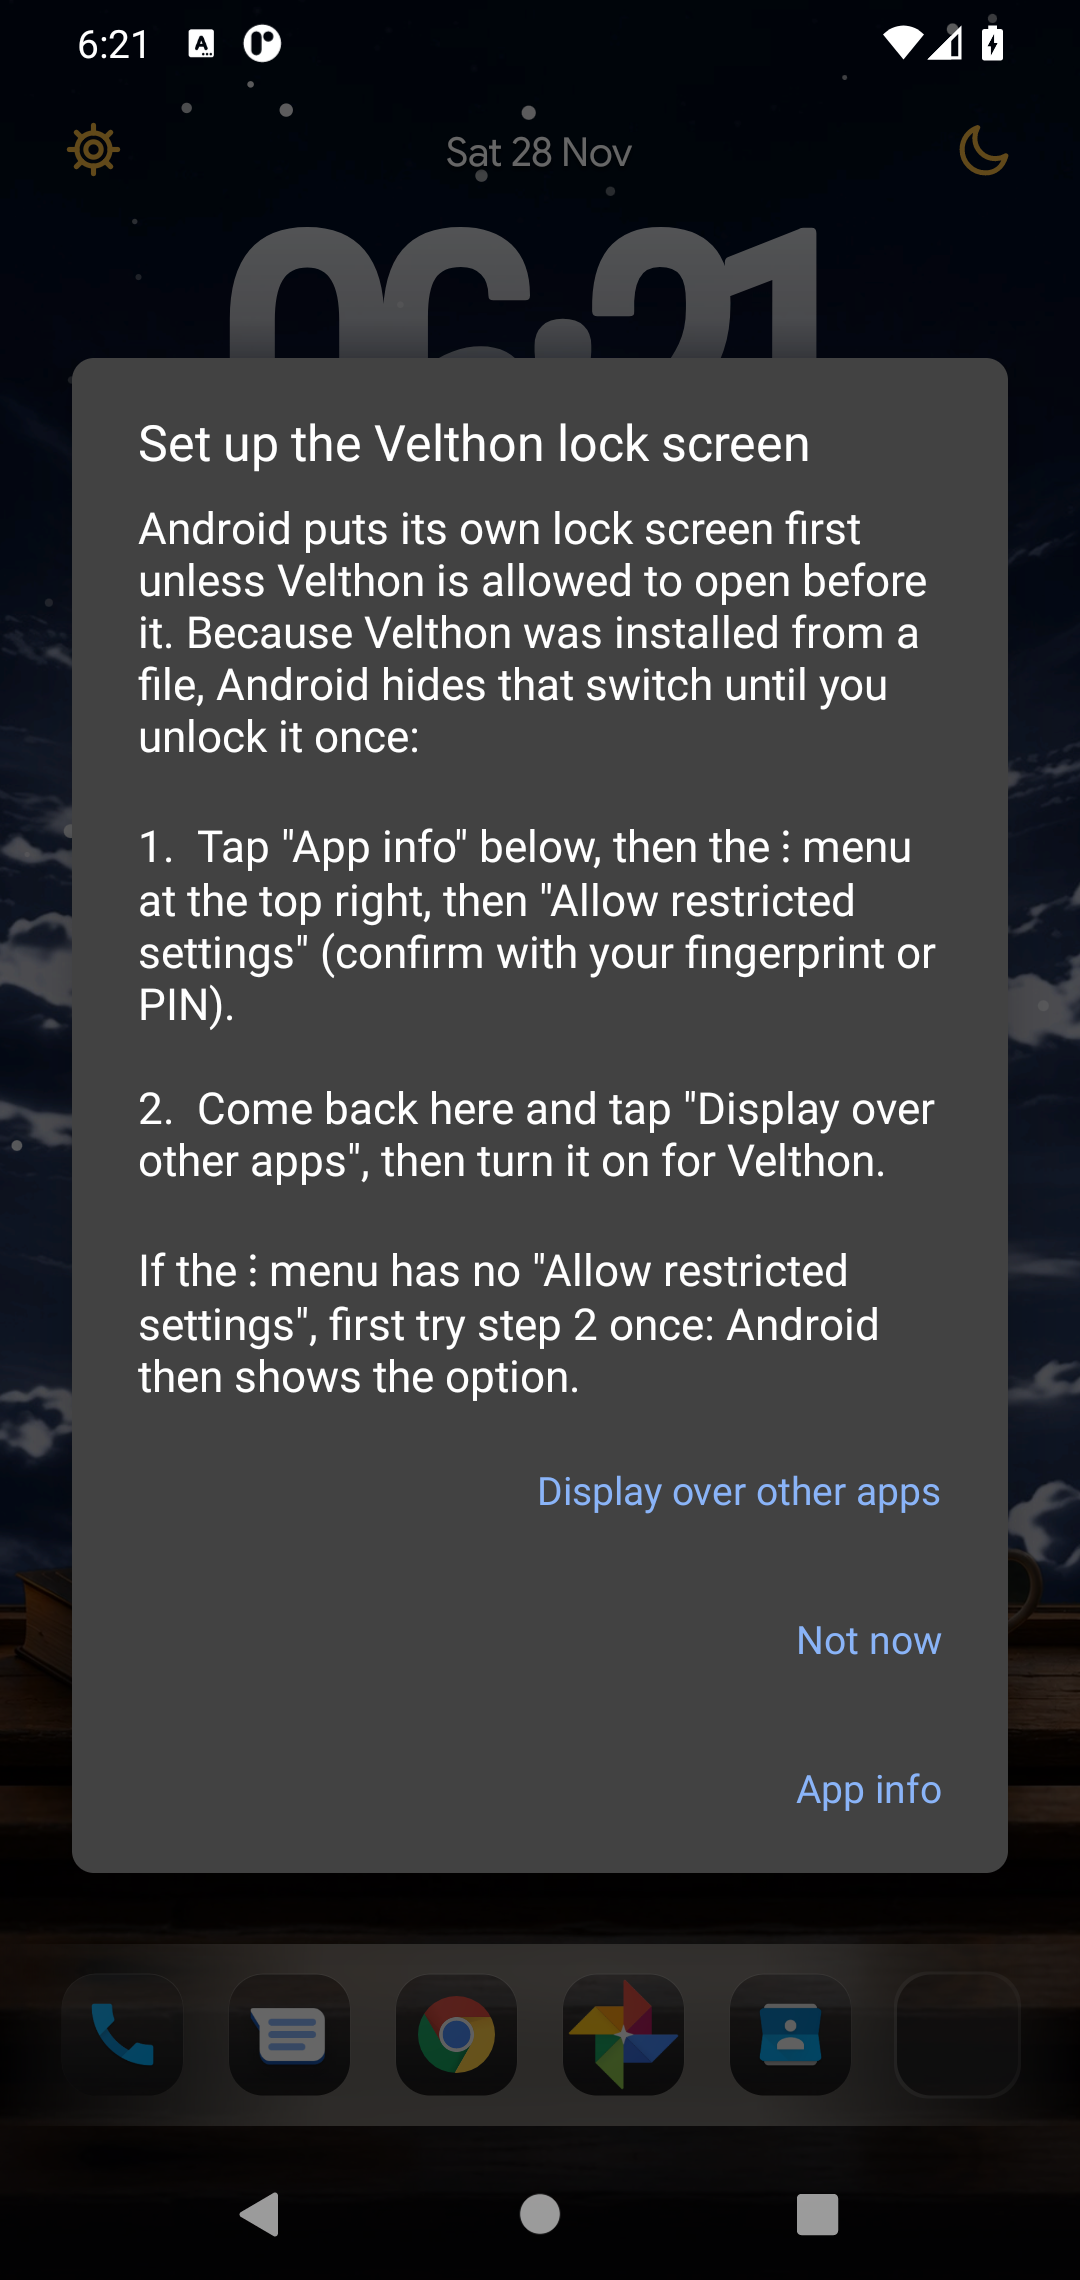 6:21
Sat 28 Nov
06:21
Set up the Velthon lock screen
Android puts its own lock screen first
unless Velthon is allowed to open before
it. Because Velthon was installed from a
file, Android hides that switch until you
unlock it once:
1. Tap "App info" below, then the ⋮ menu
at the top right, then "Allow restricted
settings" (confirm with your fingerprint or
PIN).
2. Come back here and tap "Display over
other apps", then turn it on for Velthon.
If the ⋮ menu has no "Allow restricted
settings", first try step 2 once: Android
then shows the option.
Display over other apps
Not now
App info